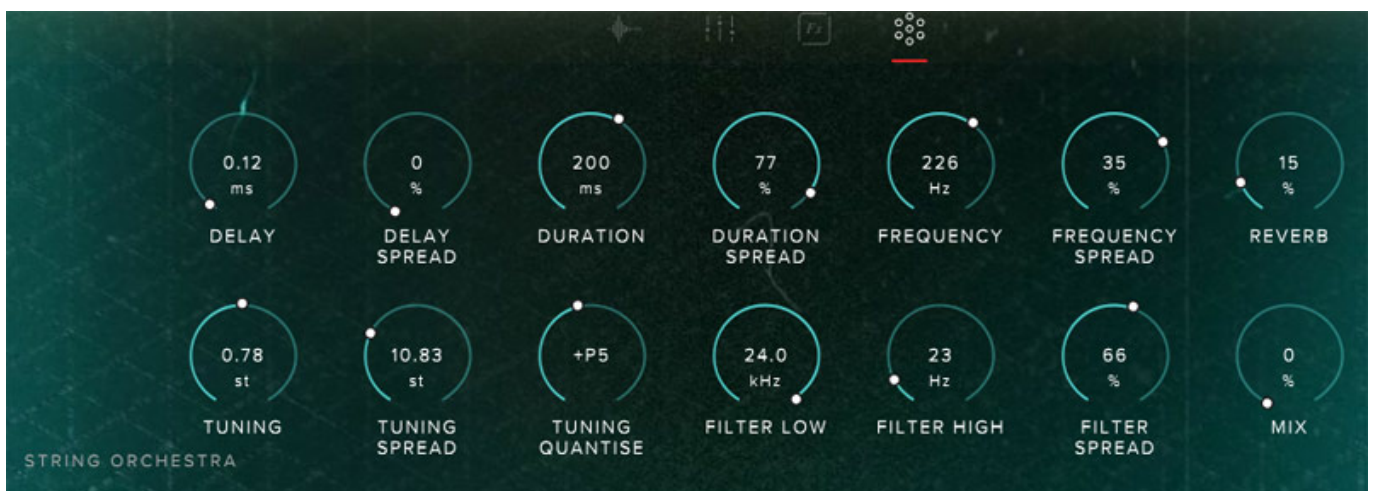 Fx
0.12 0 200 77 226 35 15
ms % ms % Hz % %
DELAY DELAY DURATION DURATION FREQUENCY FREQUENCY REVERB
SPREAD SPREAD SPREAD
0.78 10.83 +P5 24.0 23 66 0
st st kHz Hz % %
TUNING TUNING TUNING FILTER LOW FILTER HIGH FILTER MIX
SPREAD QUANTISE SPREAD
STRING ORCHESTRA